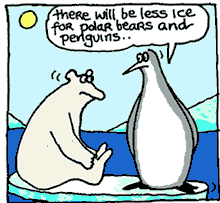 there will be less ice
for polar bears and
penguins..